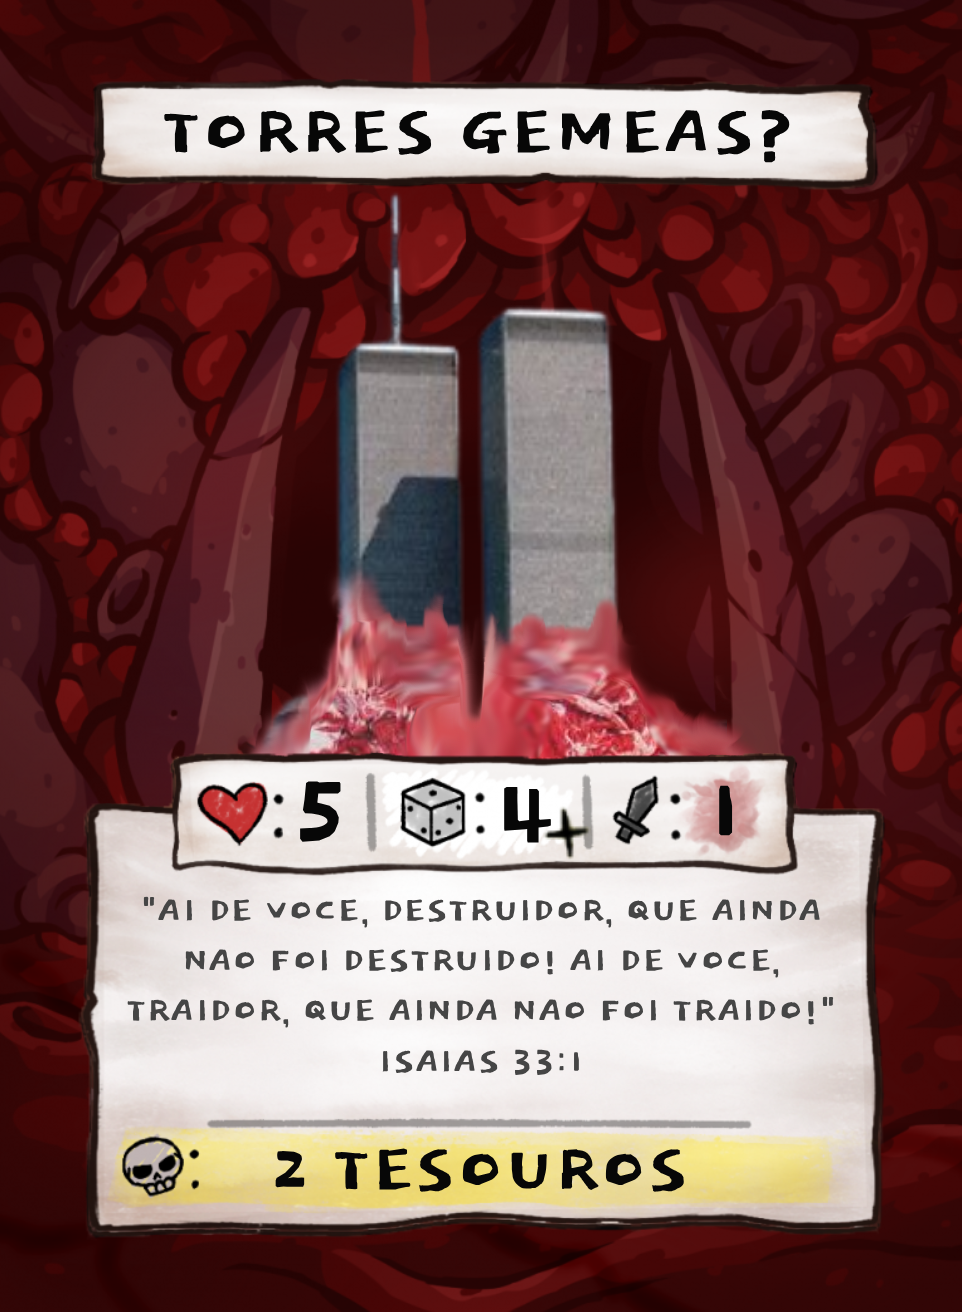 TORRES GEMEAS?
: 5 | : 4+ | : 1
"AI DE VOCE, DESTRUIDOR, QUE AINDA
NAO FOI DESTRUIDO! AI DE VOCE,
TRAIDOR, QUE AINDA NAO FOI TRAIDO!"
ISAIAS 33:1
: 2 TESOUROS